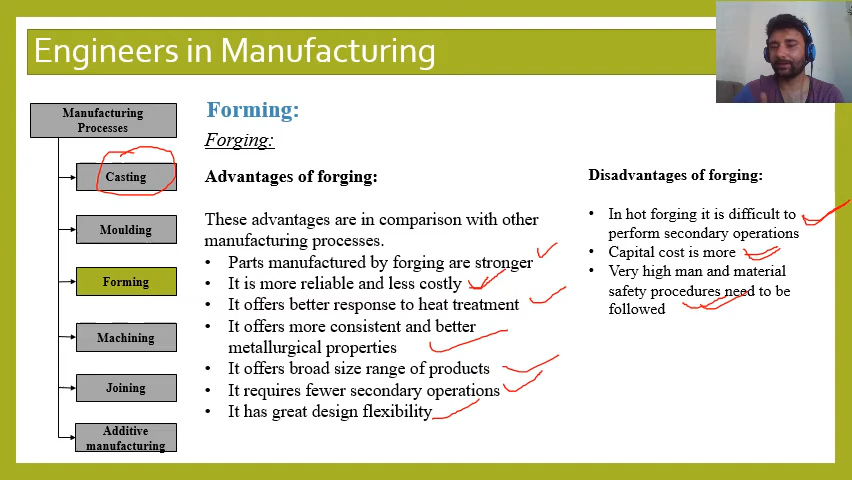 Engineers in Manufacturing
Manufacturing
Processes
Casting
Moulding
Forming
Machining
Joining
Additive
manufacturing
Forming:
Forging:
Advantages of forging:
These advantages are in comparison with other
manufacturing processes.
• Parts manufactured by forging are stronger
• It is more reliable and less costly
• It offers better response to heat treatment
• It offers more consistent and better
metallurgical properties
• It offers broad size range of products
• It requires fewer secondary operations
• It has great design flexibility
Disadvantages of forging:
• In hot forging it is difficult to
perform secondary operations
• Capital cost is more
• Very high man and material
safety procedures need to be
followed